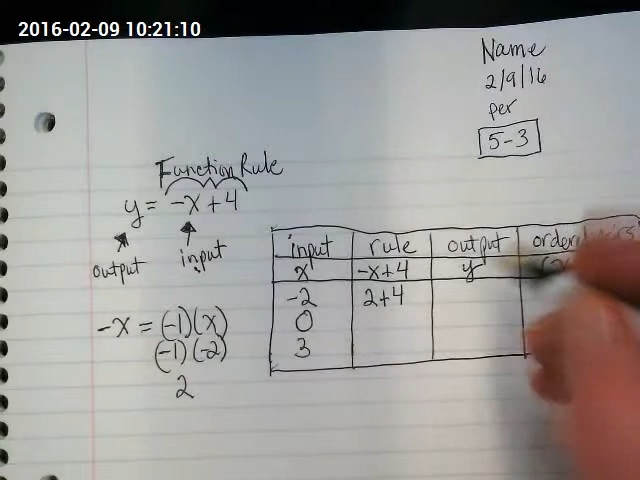 2016-02-09 10:21:10
Name
2/9/16
per
5-3
Function Rule
y = -x + 4
output
input
input rule output ordered
x -x+4 y
-2 2+4
0
3
-x = (-1)(x)
(-1)(-2)
2